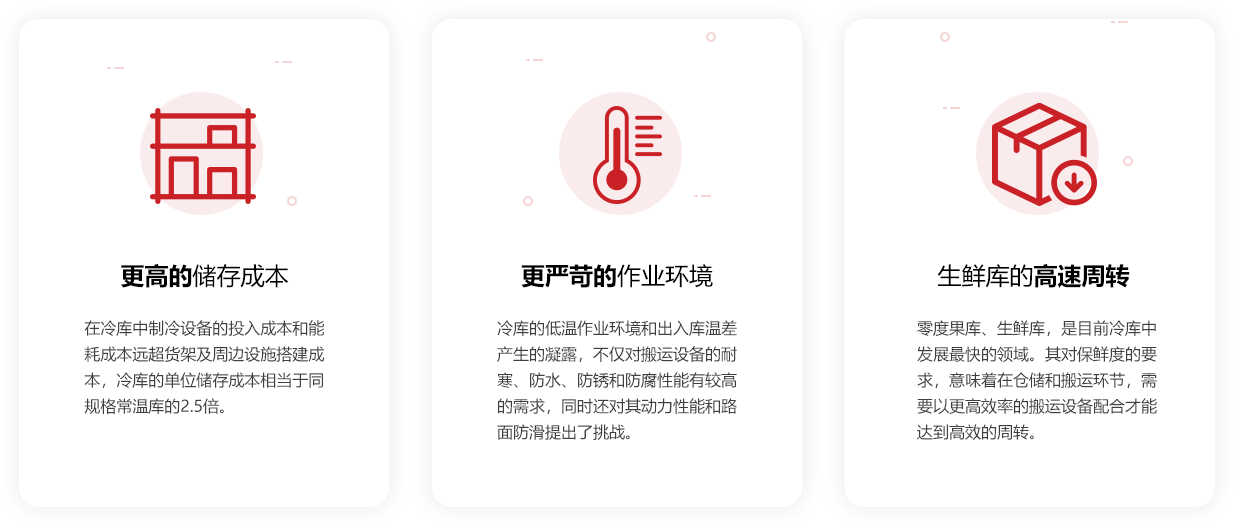 更高的储存成本
在冷库中制冷设备的投入成本和能
耗成本远超货架及周边设施搭建成
本，冷库的单位储存成本相当于同
规格常温库的2.5倍。
更严苛的作业环境
冷库的低温作业环境和出入库温差
产生的凝露，不仅对搬运设备的耐
寒、防水、防锈和防腐性能有较高
的需求，同时还对其动力性能和路
面防滑提出了挑战。
生鲜库的高速周转
零度果库、生鲜库，是目前冷库中
发展最快的领域。其对保鲜度的要
求，意味着在仓储和搬运环节，需
要以更高效率的搬运设备配合才能
达到高效的周转。